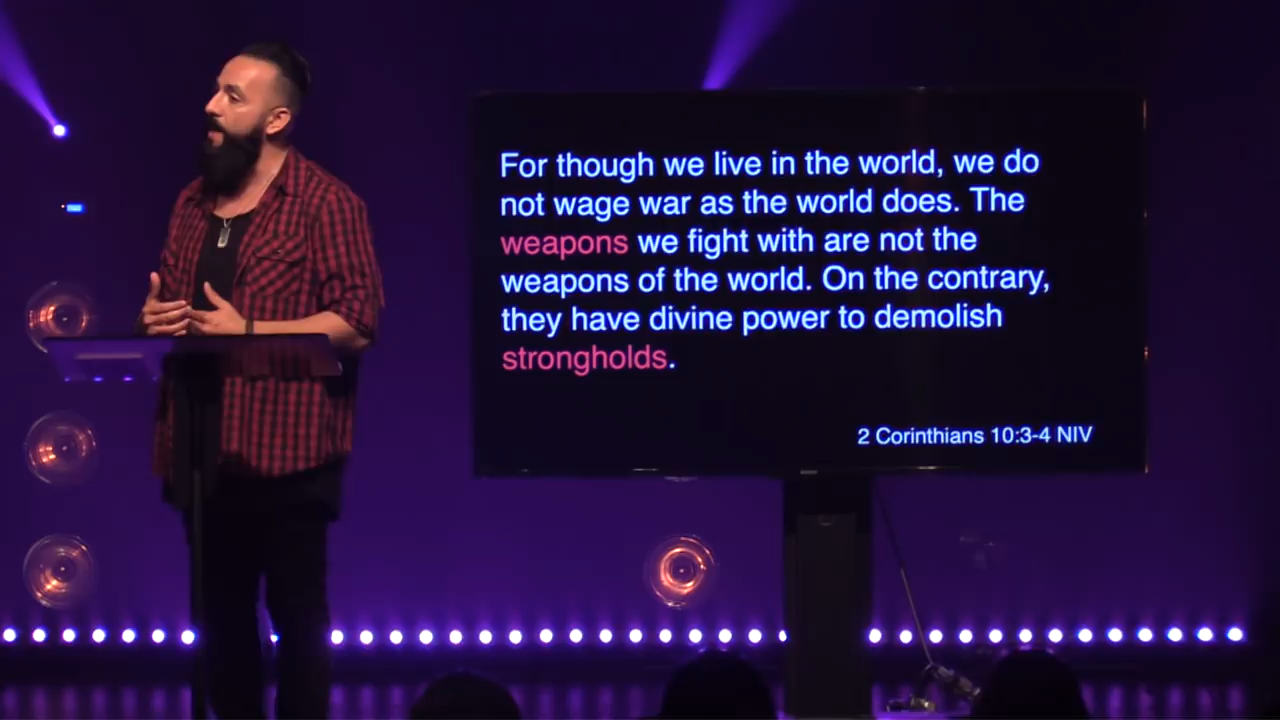 For though we live in the world, we do
not wage war as the world does. The
weapons we fight with are not the
weapons of the world. On the contrary,
they have divine power to demolish
strongholds.
2 Corinthians 10:3-4 NIV